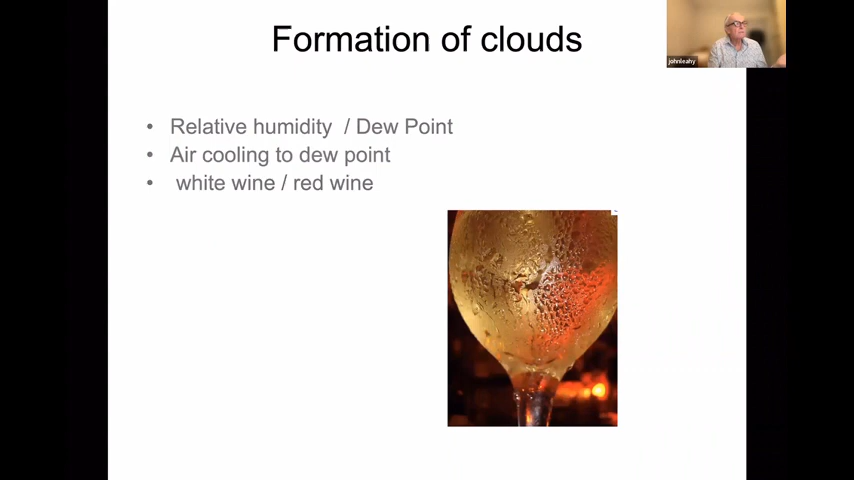 Formation of clouds
johnleahy
• Relative humidity / Dew Point
• Air cooling to dew point
• white wine / red wine